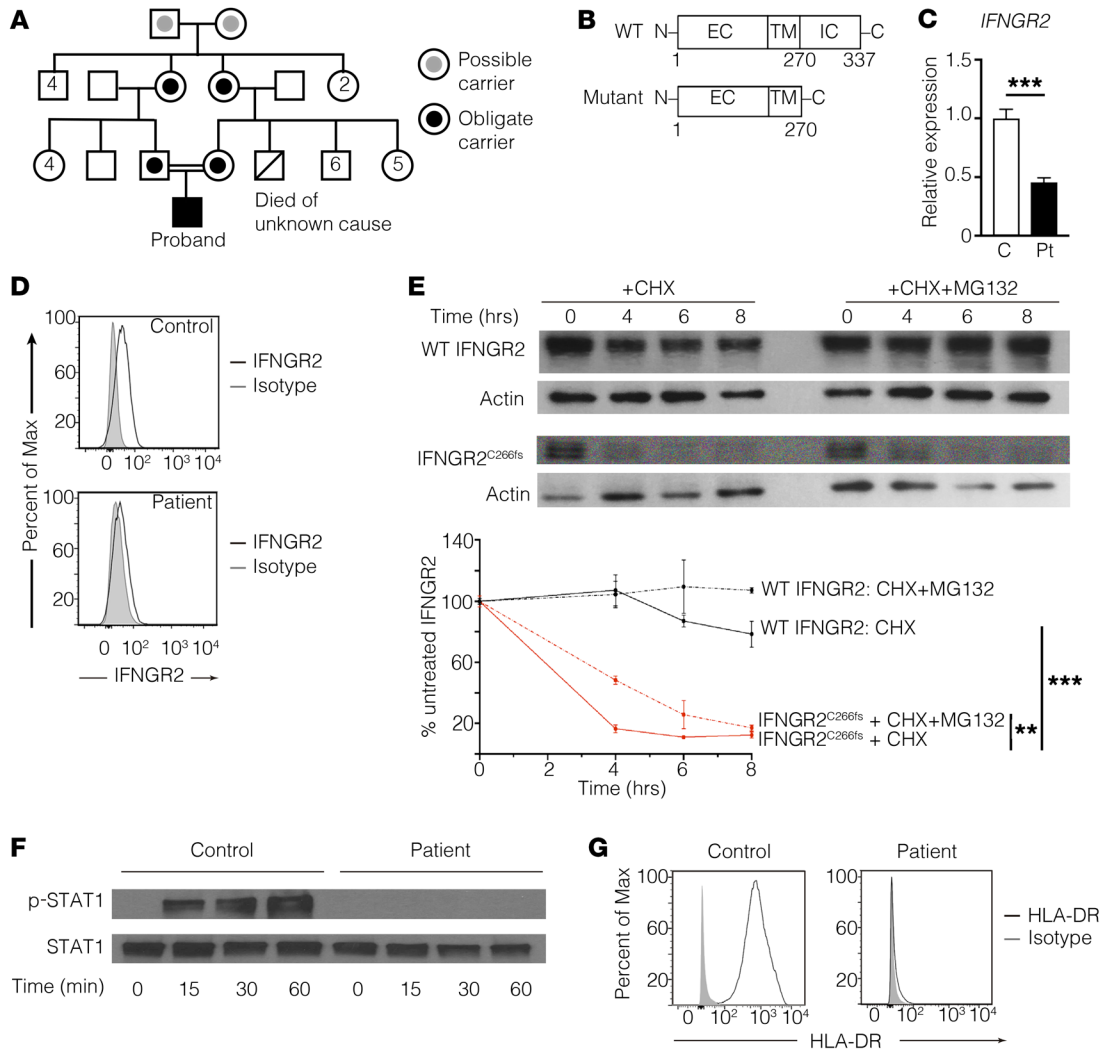 A
Possible
carrier
Obligate
carrier
4
2
4
6
5
Died of
unknown cause
Proband
B
WT N- EC TM IC -C
1 270 337
Mutant N- EC TM -C
1 270
C
IFNGR2
Relative expression
1.5
1.0
0.5
0
***
C Pt
D
Percent of Max
100
60
20
Control
IFNGR2
Isotype
0 10² 10³ 10⁴
100
60
20
Patient
IFNGR2
Isotype
0 10² 10³ 10⁴
IFNGR2
E
+CHX +CHX+MG132
Time (hrs) 0 4 6 8 0 4 6 8
WT IFNGR2
Actin
IFNGR2C266fs
Actin
% untreated IFNGR2
140
100
60
20
0 2 4 6 8
Time (hrs)
WT IFNGR2: CHX+MG132
WT IFNGR2: CHX
IFNGR2C266fs + CHX+MG132
IFNGR2C266fs + CHX
**
***
F
Control Patient
p-STAT1
STAT1
Time (min) 0 15 30 60 0 15 30 60
G
Control Patient
Percent of Max
100
60
20
0 10² 10³ 10⁴
100
60
20
0 10² 10³ 10⁴
HLA-DR
Isotype
HLA-DR